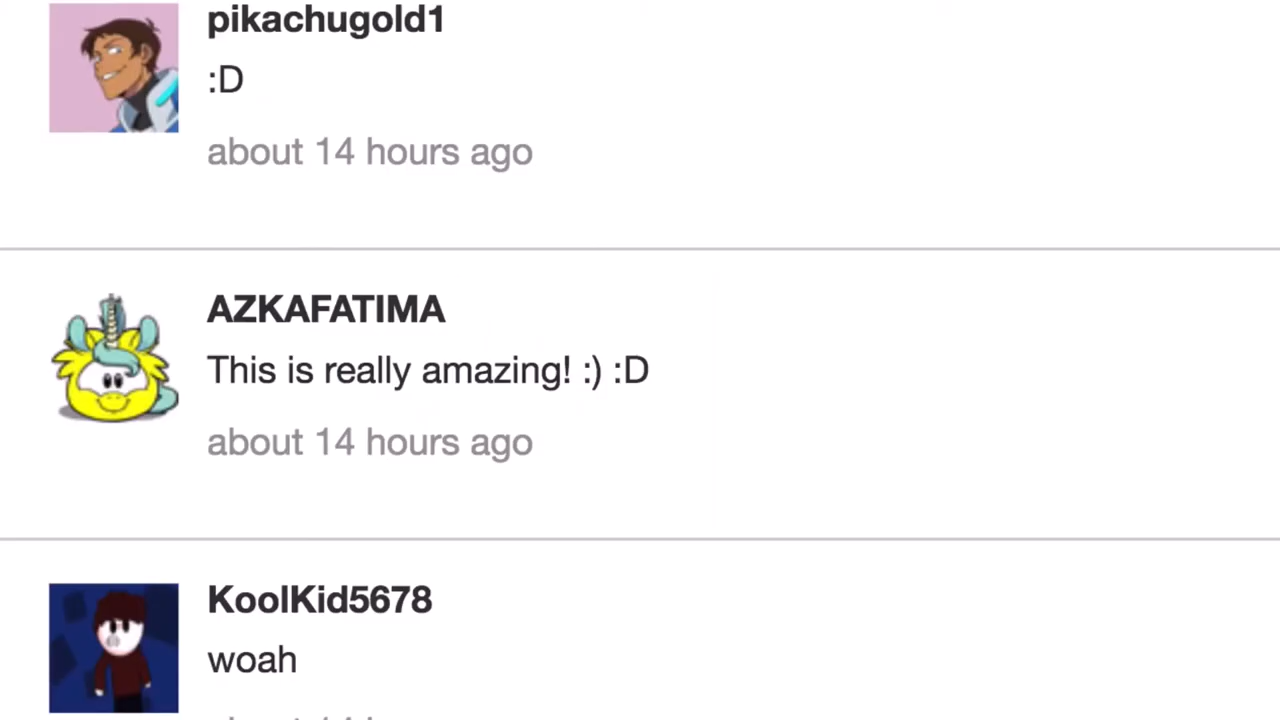 pikachugold1
:D
about 14 hours ago
AZKAFATIMA
This is really amazing! :) :D
about 14 hours ago
KoolKid5678
woah